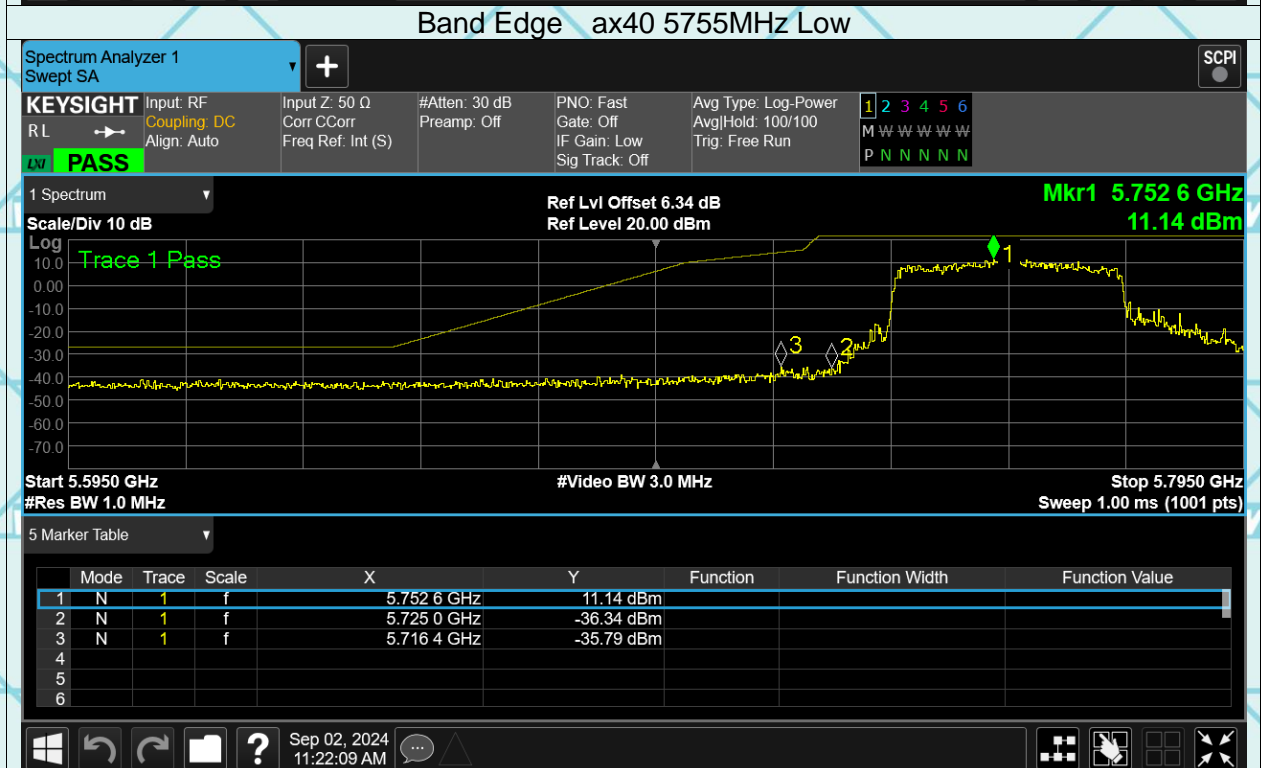 Band Edge ax40 5755MHz Low
Spectrum Analyzer 1
Swept SA
+
SCPI
KEYSIGHT Input: RF Input Z: 50 Ω #Atten: 30 dB PNO: Fast Avg Type: Log-Power 1 2 3 4 5 6
R L Coupling: DC Corr CCorr Preamp: Off Gate: Off Avg|Hold: 100/100 M W W W W W
Align: Auto Freq Ref: Int (S) IF Gain: Low Trig: Free Run P N N N N N
LXI PASS Sig Track: Off
1 Spectrum
Scale/Div 10 dB
Ref Lvl Offset 6.34 dB
Ref Level 20.00 dBm
Mkr1 5.752 6 GHz
11.14 dBm
Log
Trace 1 Pass
10.0
0.00
-10.0
-20.0
-30.0
-40.0
-50.0
-60.0
-70.0
1
3 2
Start 5.5950 GHz #Video BW 3.0 MHz Stop 5.7950 GHz
#Res BW 1.0 MHz Sweep 1.00 ms (1001 pts)
5 Marker Table
Mode Trace Scale X Y Function Function Width Function Value
1 N 1 f 5.752 6 GHz 11.14 dBm
2 N 1 f 5.725 0 GHz -36.34 dBm
3 N 1 f 5.716 4 GHz -35.79 dBm
4
5
6
? Sep 02, 2024
11:22:09 AM